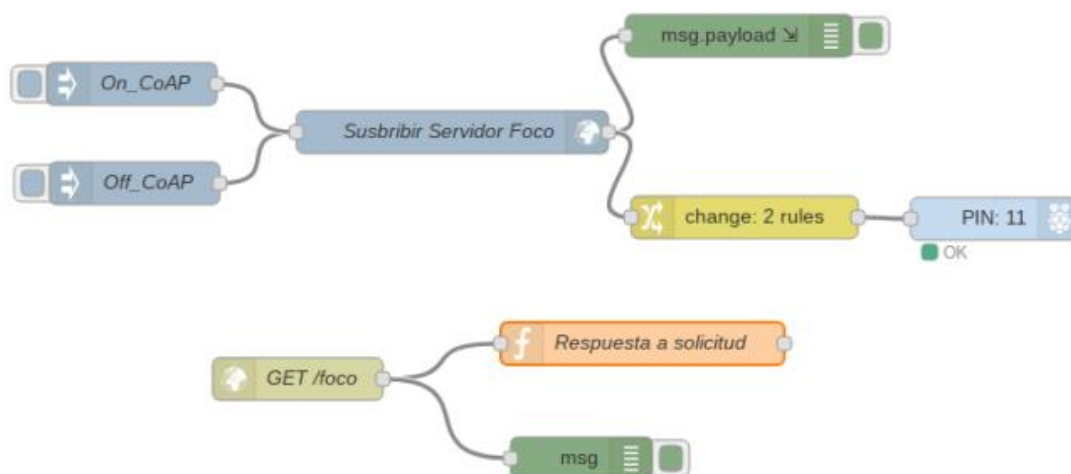 msg.payload
On_CoAP
Susbribir Servidor Foco
Off_CoAP
change: 2 rules
PIN: 11
OK
Respuesta a solicitud
GET /foco
msg